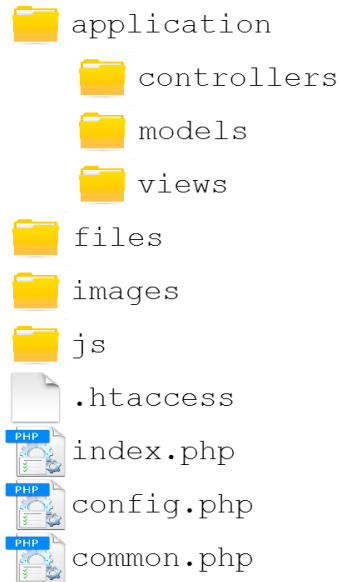 application
controllers
models
views
files
images
js
.htaccess
PHP
index.php
PHP
config.php
PHP
common.php